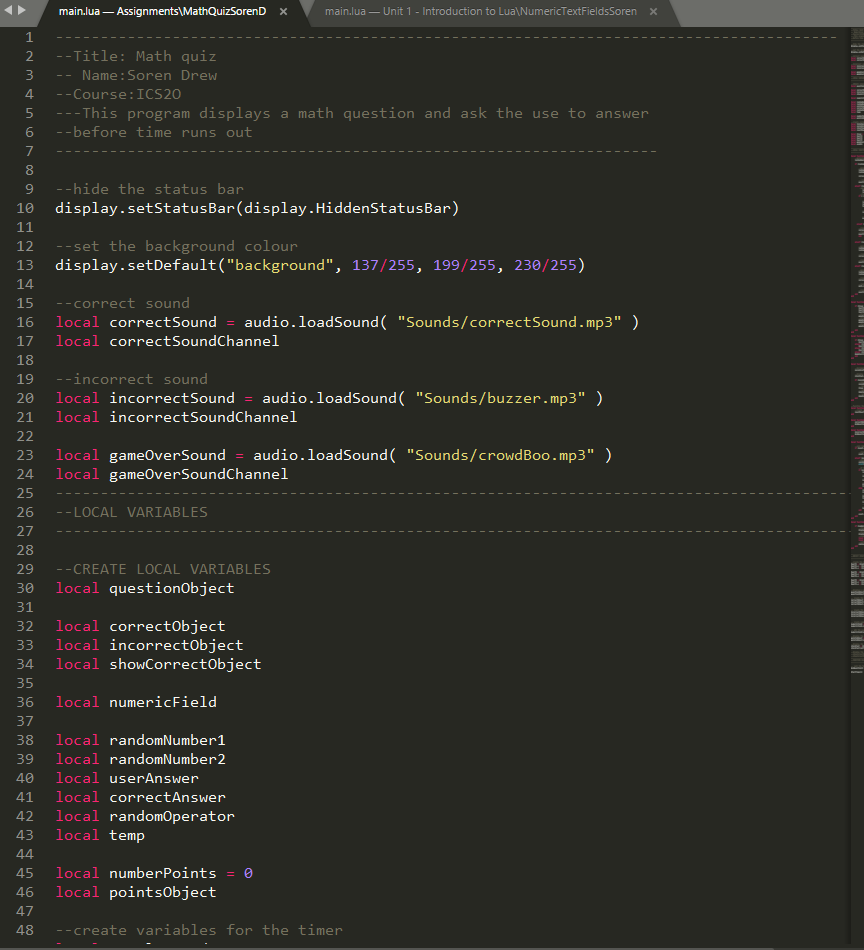 main.lua — Assignments\MathQuizSorenD × main.lua — Unit 1 - Introduction to Lua\NumericTextFieldsSoren ×
1 ---------------------------------------------------------------------------------------
2 --Title: Math quiz
3 -- Name:Soren Drew
4 --Course:ICS2O
5 ---This program displays a math question and ask the use to answer
6 --before time runs out
7 -------------------------------------------------------------------
8
9 --hide the status bar
10 display.setStatusBar(display.HiddenStatusBar)
11
12 --set the background colour
13 display.setDefault("background", 137/255, 199/255, 230/255)
14
15 --correct sound
16 local correctSound = audio.loadSound( "Sounds/correctSound.mp3" )
17 local correctSoundChannel
18
19 --incorrect sound
20 local incorrectSound = audio.loadSound( "Sounds/buzzer.mp3" )
21 local incorrectSoundChannel
22
23 local gameOverSound = audio.loadSound( "Sounds/crowdBoo.mp3" )
24 local gameOverSoundChannel
25 ----------------------------------------------------------------------------------------
26 --LOCAL VARIABLES
27 ----------------------------------------------------------------------------------------
28
29 --CREATE LOCAL VARIABLES
30 local questionObject
31
32 local correctObject
33 local incorrectObject
34 local showCorrectObject
35
36 local numericField
37
38 local randomNumber1
39 local randomNumber2
40 local userAnswer
41 local correctAnswer
42 local randomOperator
43 local temp
44
45 local numberPoints = 0
46 local pointsObject
47
48 --create variables for the timer